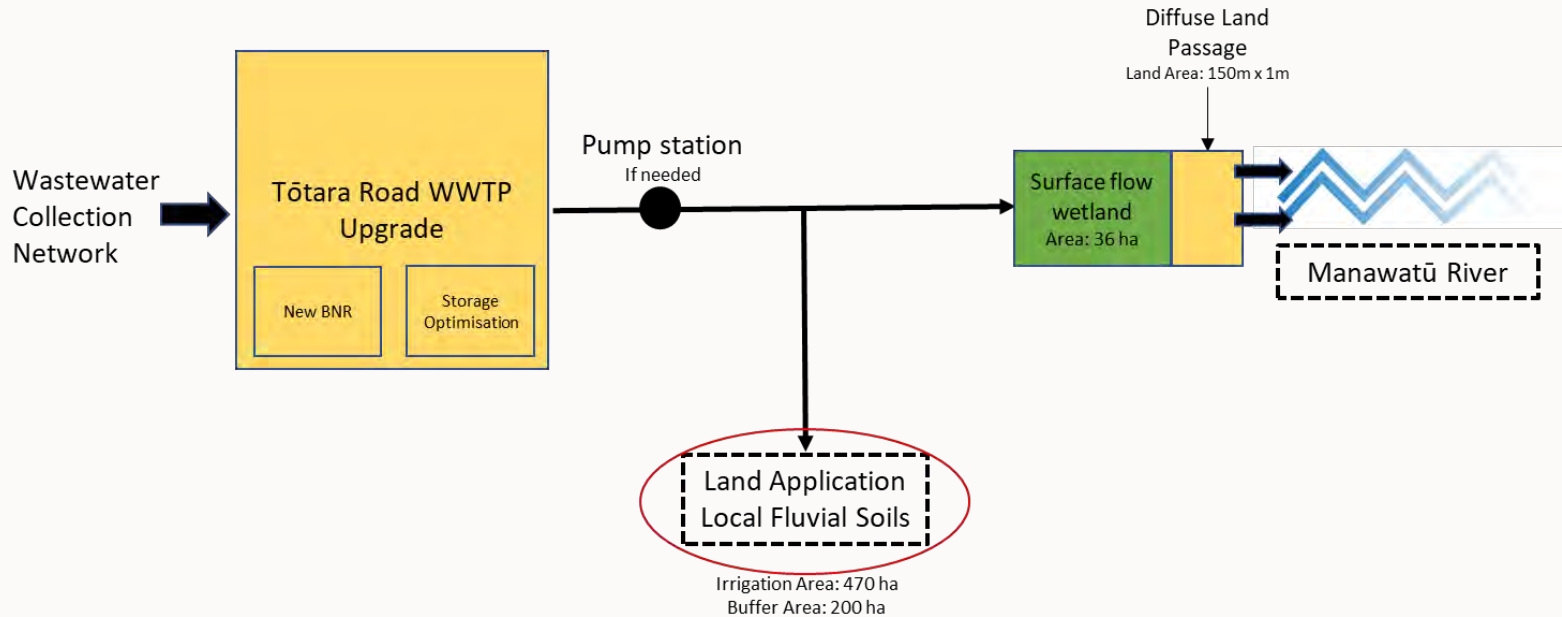 Diffuse Land
Passage
Land Area: 150m x 1m
Wastewater
Collection
Network
Tōtara Road WWTP
Upgrade
New BNR
Storage
Optimisation
Pump station
If needed
Surface flow
wetland
Area: 36 ha
Manawatū River
Land Application
Local Fluvial Soils
Irrigation Area: 470 ha
Buffer Area: 200 ha